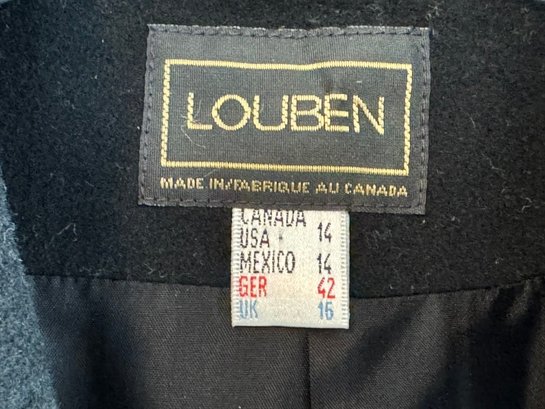 LOUBEN
MADE IN/FABRIQUE AU CANADA
CANADA
USA 14
MEXICO 14
GER 42
UK 16